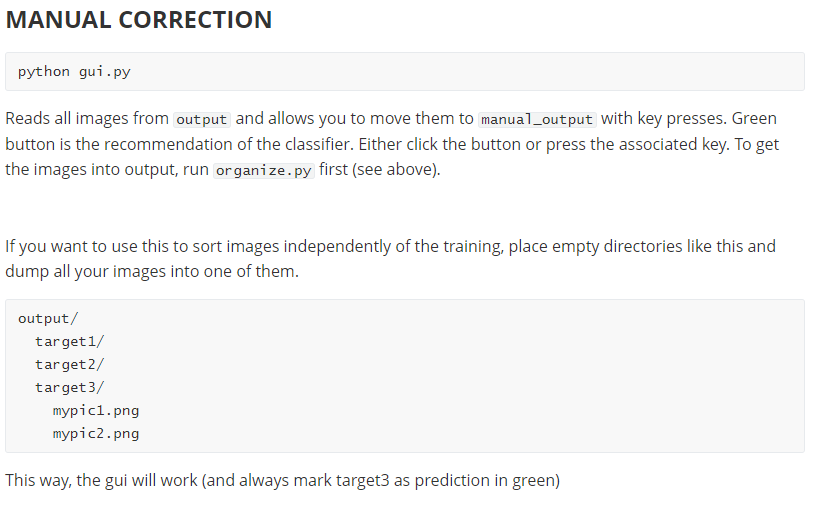 MANUAL CORRECTION
python gui.py
Reads all images from output and allows you to move them to manual_output with key presses. Green
button is the recommendation of the classifier. Either click the button or press the associated key. To get
the images into output, run organize.py first (see above).
If you want to use this to sort images independently of the training, place empty directories like this and
dump all your images into one of them.
output/
  target1/
  target2/
  target3/
    mypic1.png
    mypic2.png
This way, the gui will work (and always mark target3 as prediction in green)